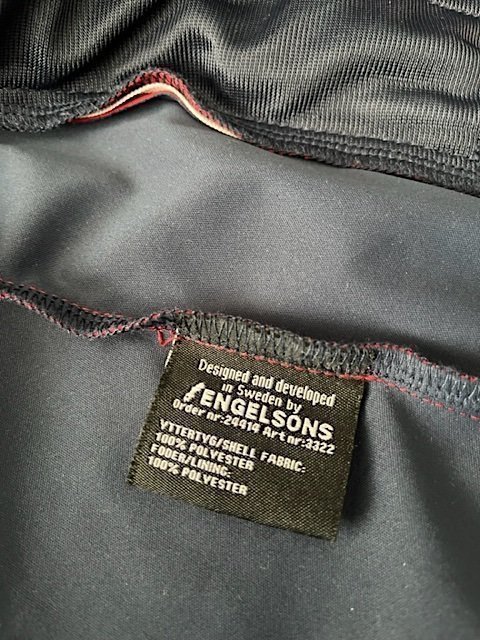 Designed and developed
in Sweden by
ENGELSONS
Order nr:24414 Art nr:3322
YTTERTYG/SHELL FABRIC:
100% POLYESTER
FODER/LINING:
100% POLYESTER